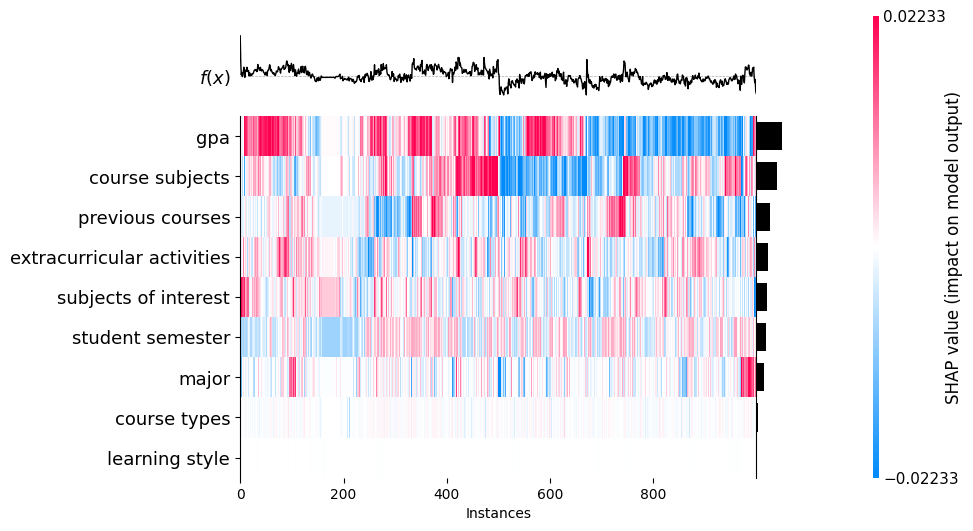 0.02233
f(x)
gpa
course subjects
previous courses
extracurricular activities
subjects of interest
student semester
major
course types
learning style
0 200 400 600 800
Instances
SHAP value (impact on model output)
−0.02233